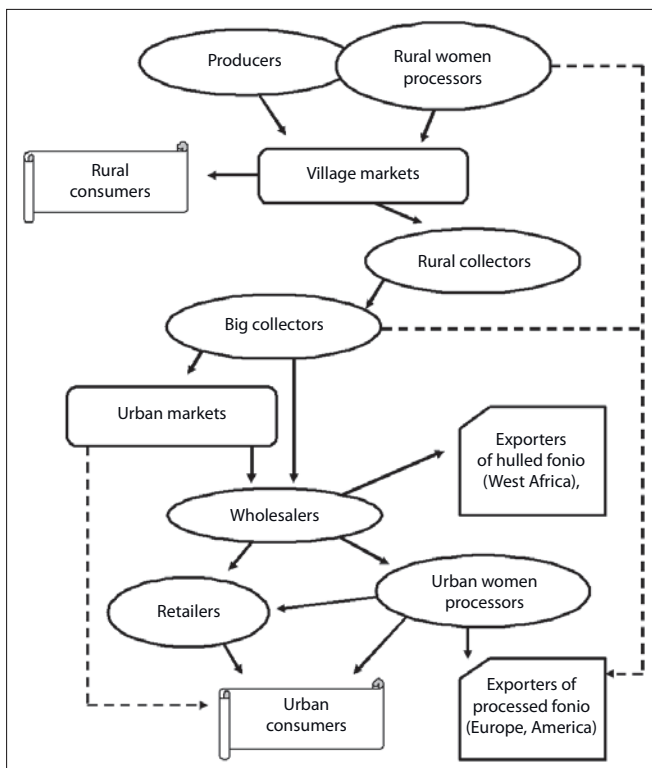 Producers
Rural women
processors
Rural
consumers
Village markets
Rural collectors
Big collectors
Urban markets
Exporters
of hulled fonio
(West Africa),
Wholesalers
Urban women
processors
Retailers
Urban
consumers
Exporters of
processed fonio
(Europe, America)